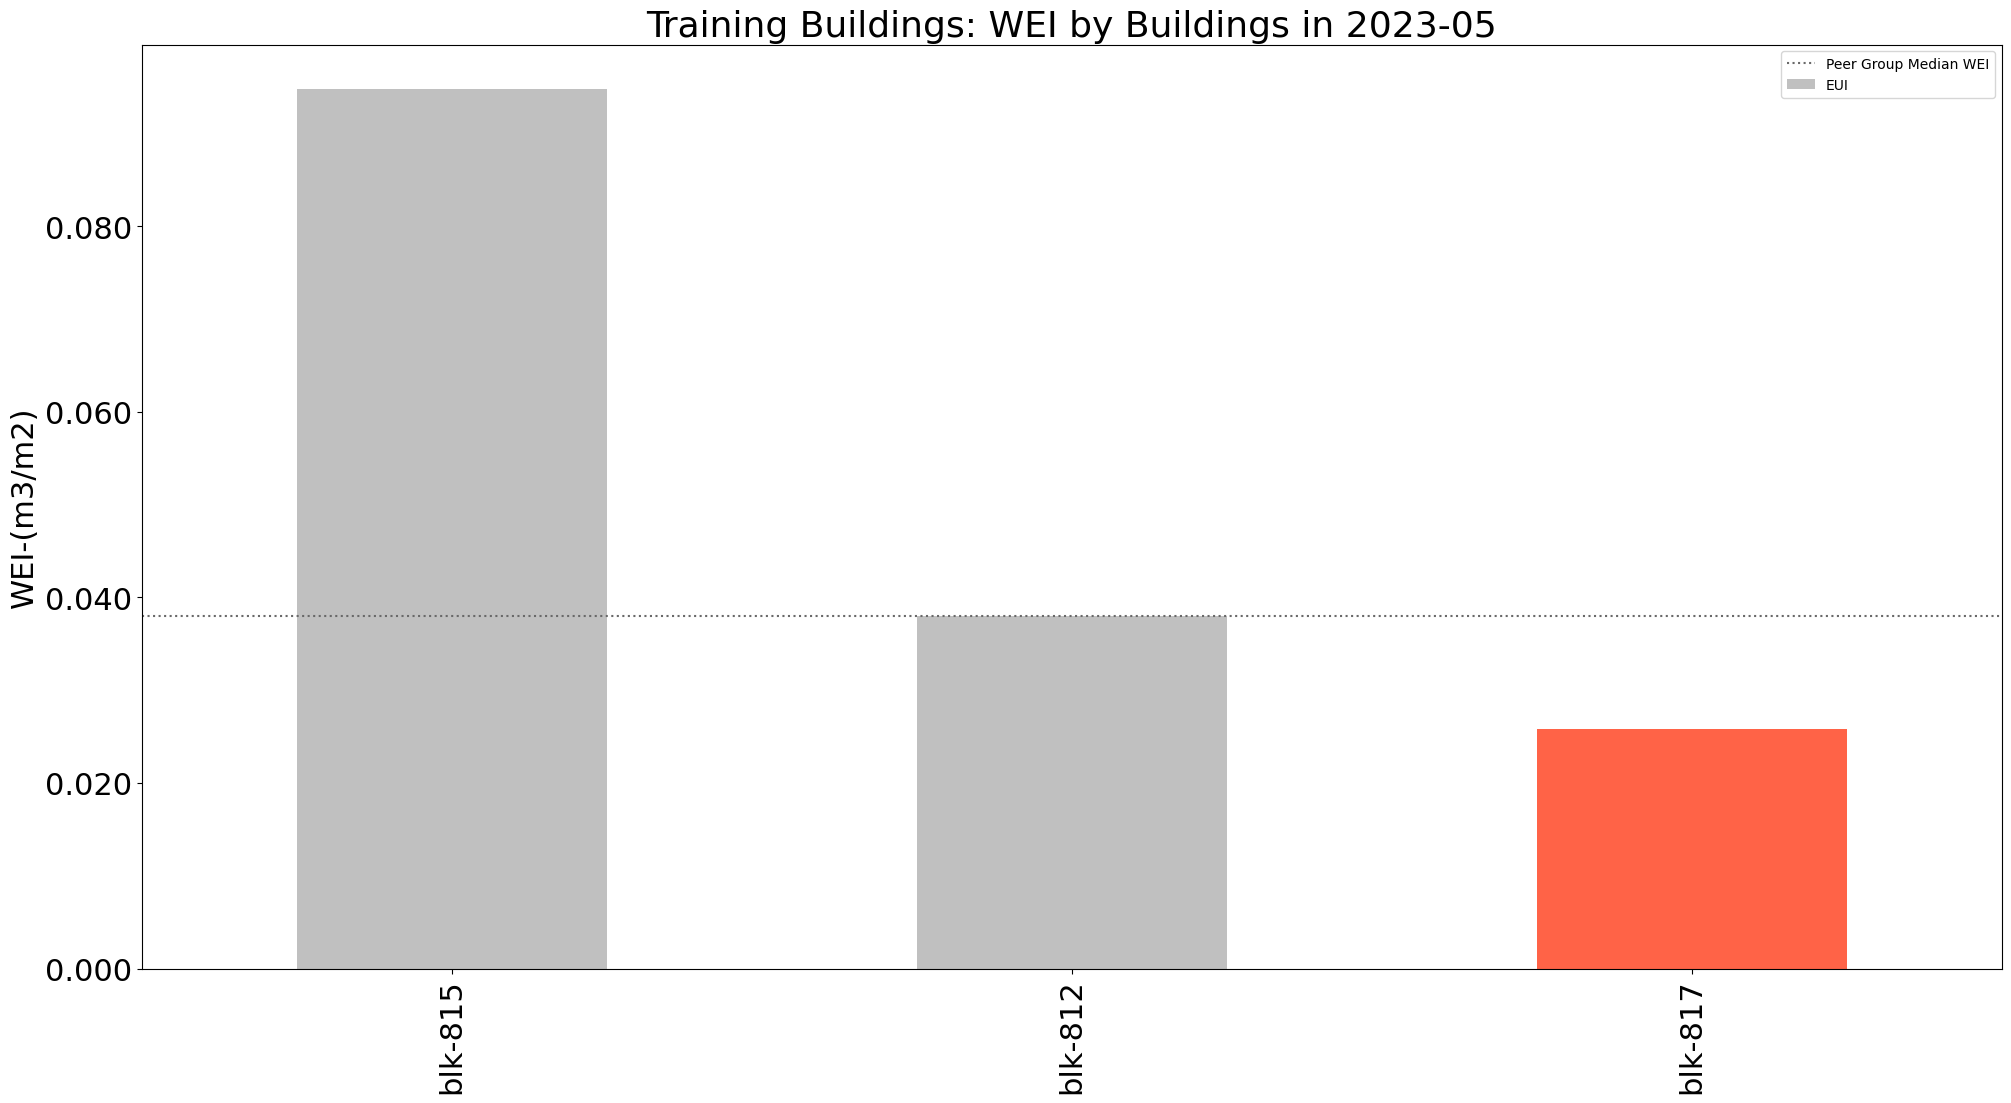 Training Buildings: WEI by Buildings in 2023-05
Peer Group Median WEI
EUI
WEI-(m3/m2)
0.080
0.060
0.040
0.020
0.000
blk-815
blk-812
blk-817